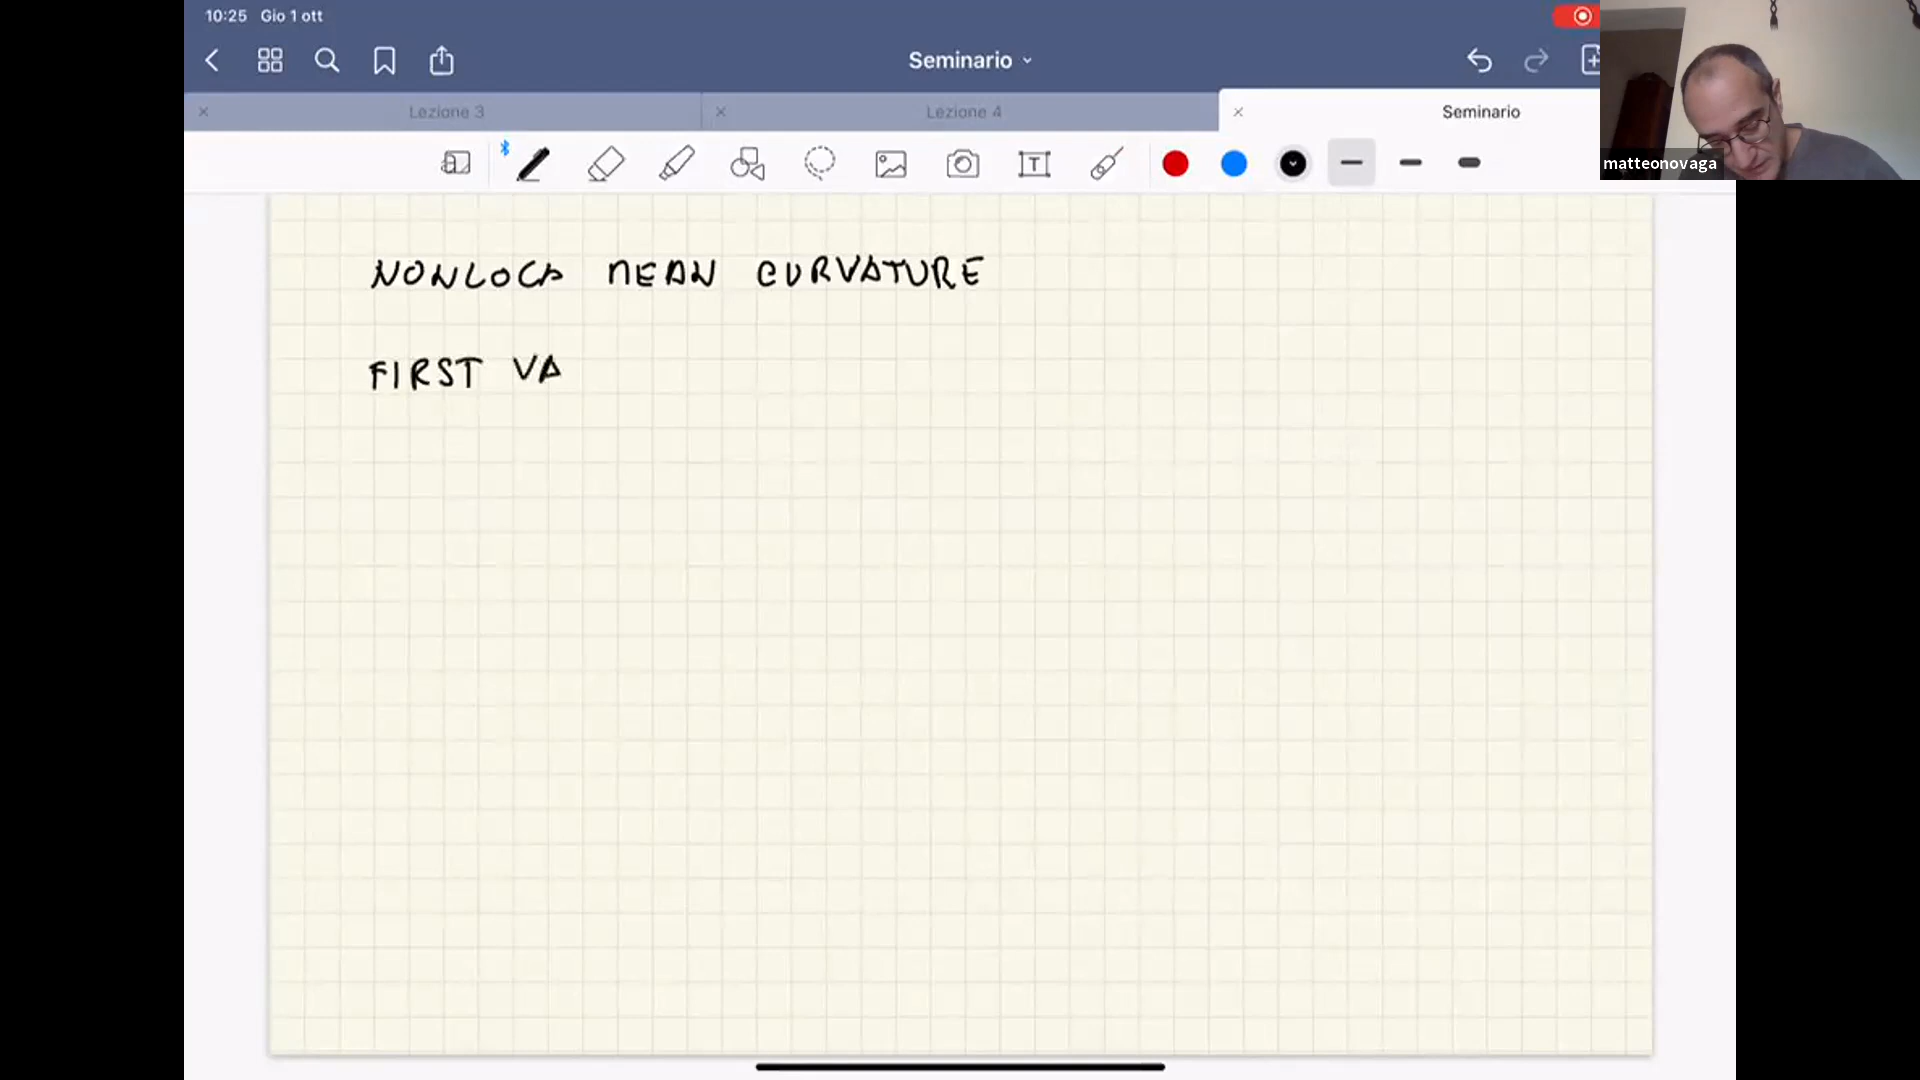 10:25 Gio 1 ott
Seminario
Lezione 3
Lezione 4
Seminario
matteonovaga
NONLOCA MEAN CURVATURE
FIRST VA